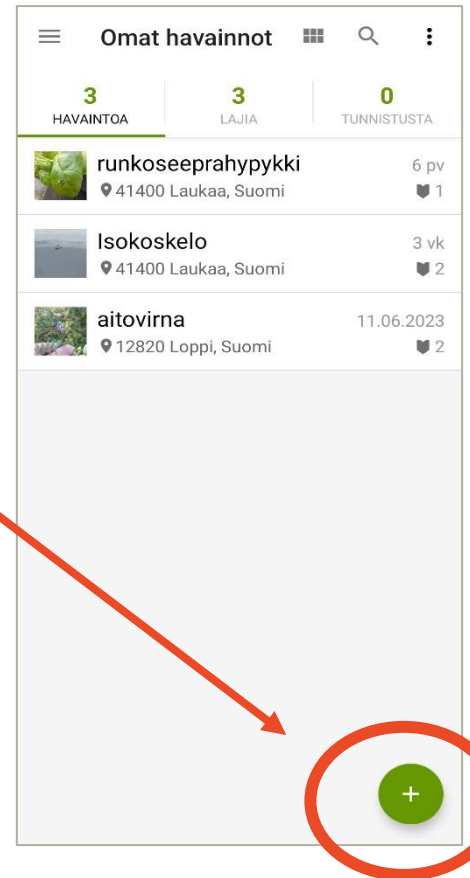 Omat havainnot
3 3 0
HAVAINTOA LAJIA TUNNISTUSTA
runkoseeprahypykki 6 pv
41400 Laukaa, Suomi 1
Isokoskelo 3 vk
41400 Laukaa, Suomi 2
aitovirna 11.06.2023
12820 Loppi, Suomi 2
+